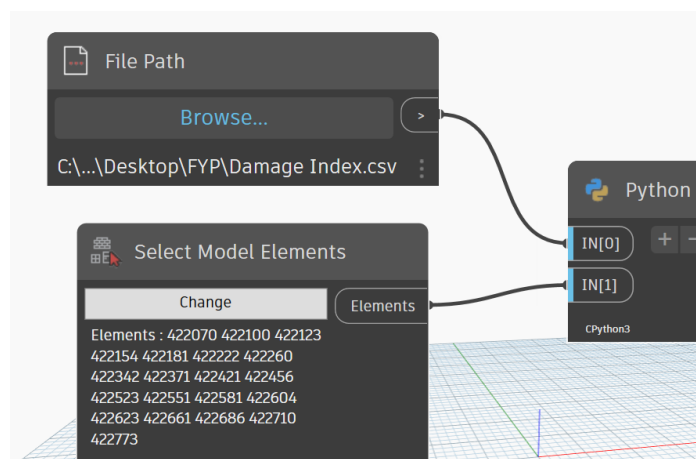 File Path
Browse...
>
C:\...\Desktop\FYP\Damage Index.csv
Select Model Elements
Change
Elements
Elements : 422070 422100 422123
422154 422181 422222 422260
422342 422371 422421 422456
422523 422551 422581 422604
422623 422661 422686 422710
422773
Python
IN[0]
+ −
IN[1]
CPython3